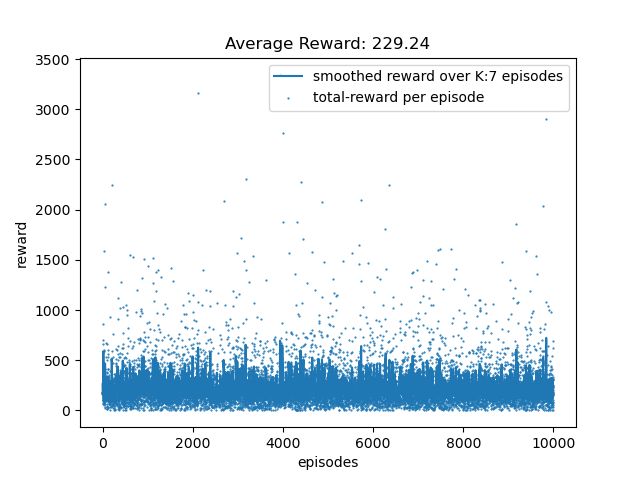 Average Reward: 229.24
3500
3000
2500
2000
1500
1000
500
0
reward
smoothed reward over K:7 episodes
total-reward per episode
0
2000
4000
6000
8000
10000
episodes